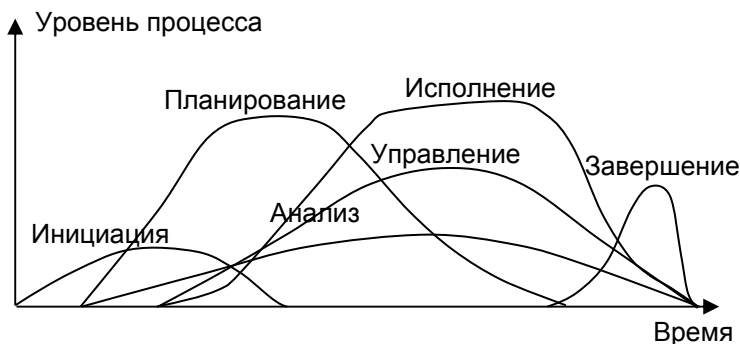 Уровень процесса
Исполнение
Планирование
Управление
Завершение
Анализ
Инициация
Время